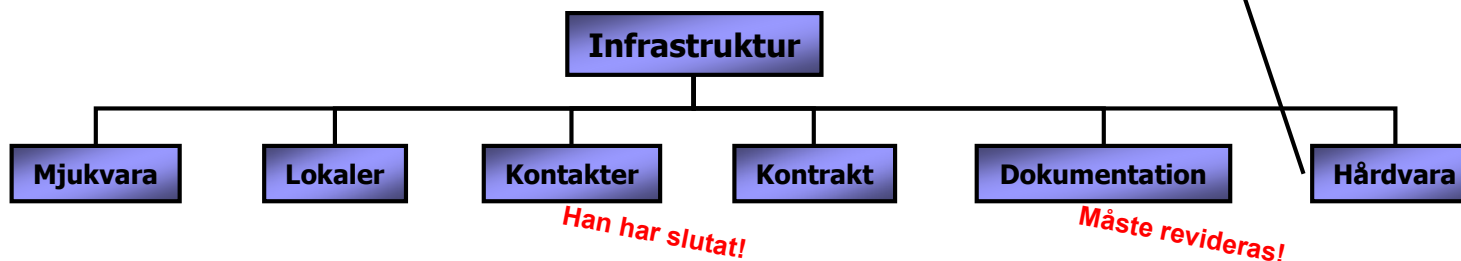 Infrastruktur
Mjukvara
Lokaler
Kontakter
Kontrakt
Dokumentation
Hårdvara
Han har slutat!
Måste revideras!